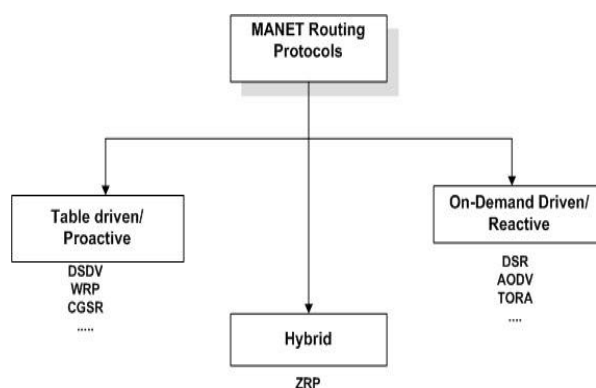 MANET Routing
Protocols
Table driven/
Proactive
DSDV
WRP
CGSR
.....
Hybrid
ZRP
On-Demand Driven/
Reactive
DSR
AODV
TORA
....